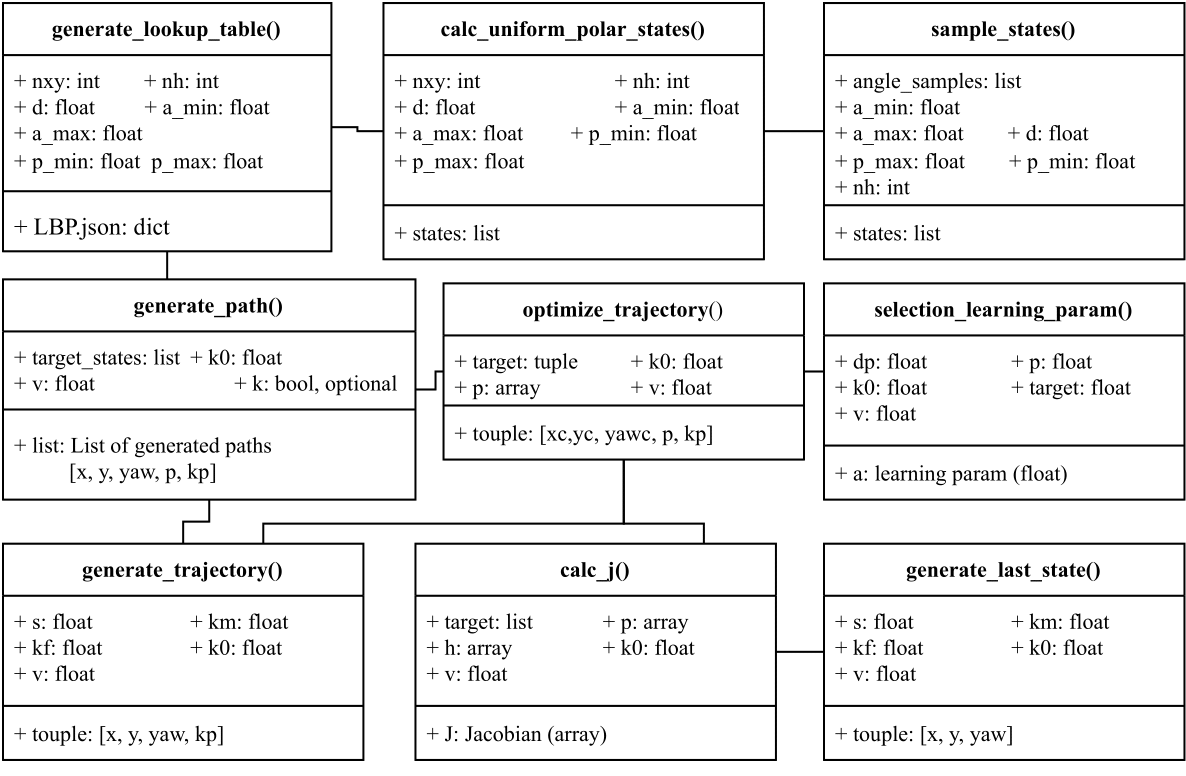 generate_lookup_table()
+ nxy: int + nh: int
+ d: float + a_min: float
+ a_max: float
+ p_min: float p_max: float
+ LBP.json: dict
calc_uniform_polar_states()
+ nxy: int + nh: int
+ d: float + a_min: float
+ a_max: float + p_min: float
+ p_max: float
+ states: list
sample_states()
+ angle_samples: list
+ a_min: float
+ a_max: float + d: float
+ p_max: float + p_min: float
+ nh: int
+ states: list
generate_path()
+ target_states: list + k0: float
+ v: float + k: bool, optional
+ list: List of generated paths
[x, y, yaw, p, kp]
optimize_trajectory()
+ target: tuple + k0: float
+ p: array + v: float
+ touple: [xc,yc, yawc, p, kp]
selection_learning_param()
+ dp: float + p: float
+ k0: float + target: float
+ v: float
+ a: learning param (float)
generate_trajectory()
+ s: float + km: float
+ kf: float + k0: float
+ v: float
+ touple: [x, y, yaw, kp]
calc_j()
+ target: list + p: array
+ h: array + k0: float
+ v: float
+ J: Jacobian (array)
generate_last_state()
+ s: float + km: float
+ kf: float + k0: float
+ v: float
+ touple: [x, y, yaw]